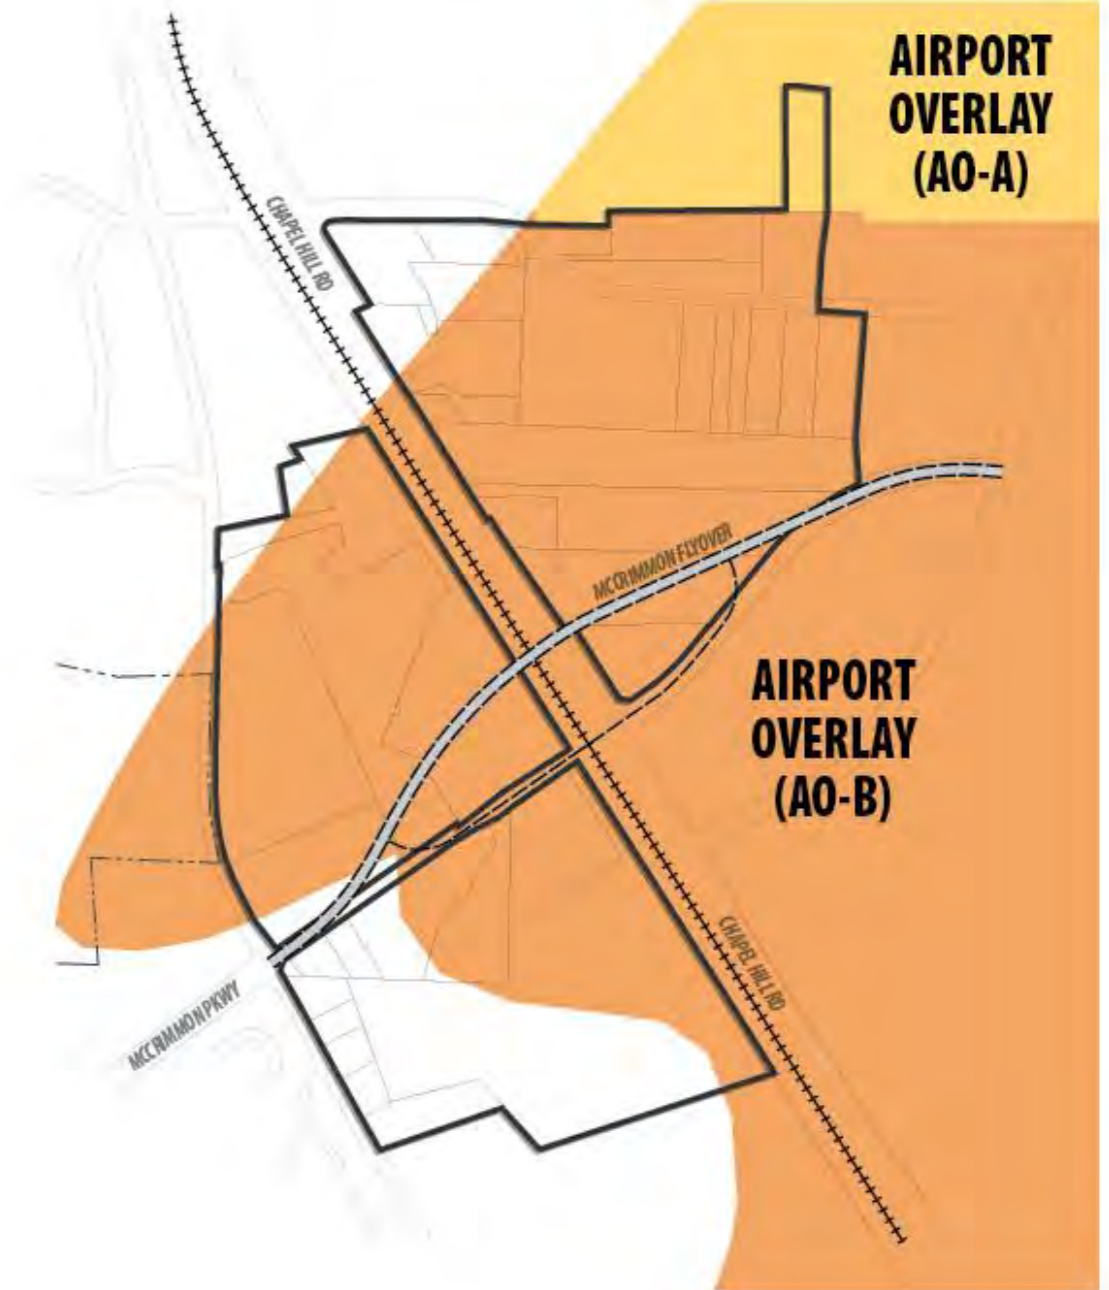 AIRPORT
OVERLAY
(AO-A)
CHAPEL HILL RD
MCCRIMMON FLYOVER
AIRPORT
OVERLAY
(AO-B)
CHAPEL HILL RD
MCCRIMMON PKWY